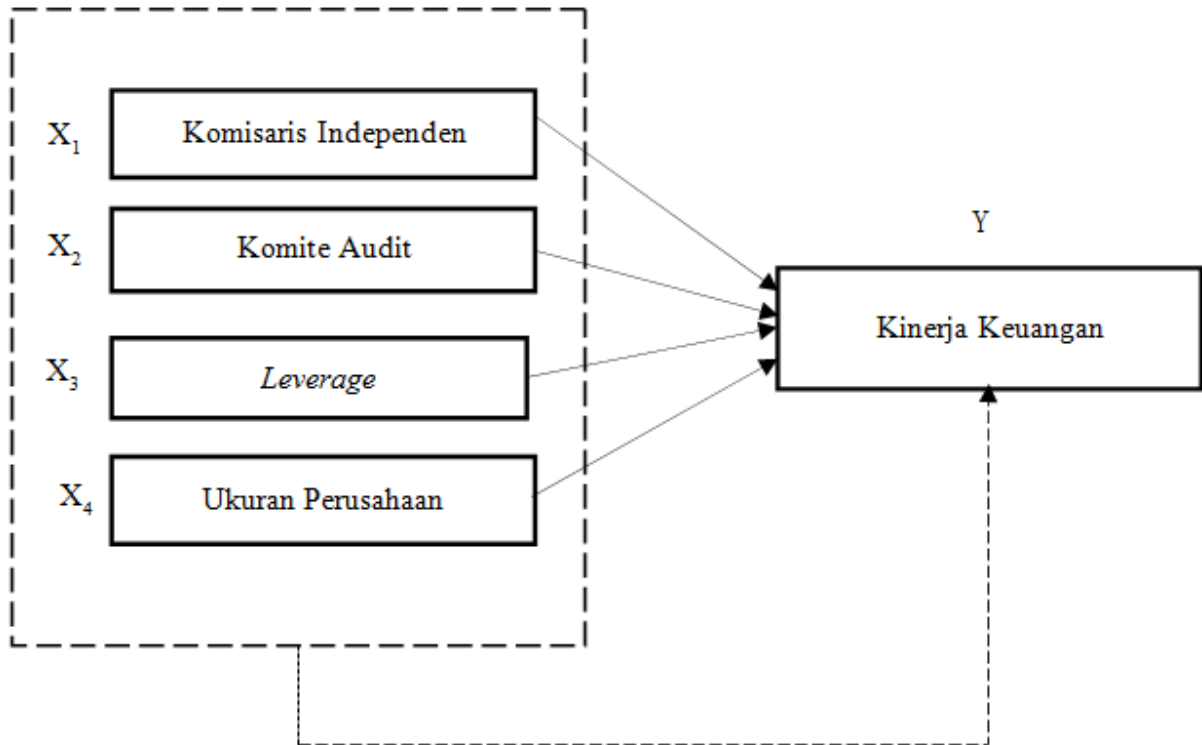 X₁ Komisaris Independen
X₂ Komite Audit
Y
X₃ Leverage
Kinerja Keuangan
X₄ Ukuran Perusahaan